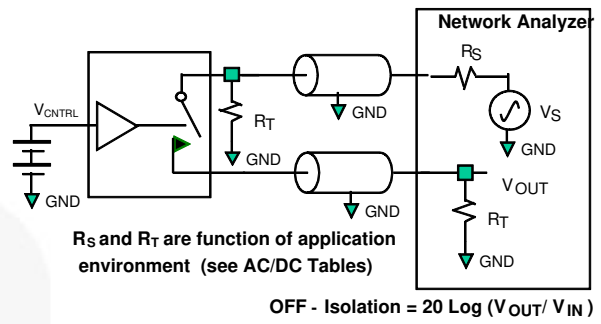 Network Analyzer
RS
VCNTRL
RT
GND
VS
GND
GND
GND
VOUT
GND
RT
GND
RS and RT are function of application
environment (see AC/DC Tables)
OFF - Isolation = 20 Log (VOUT/ VIN )